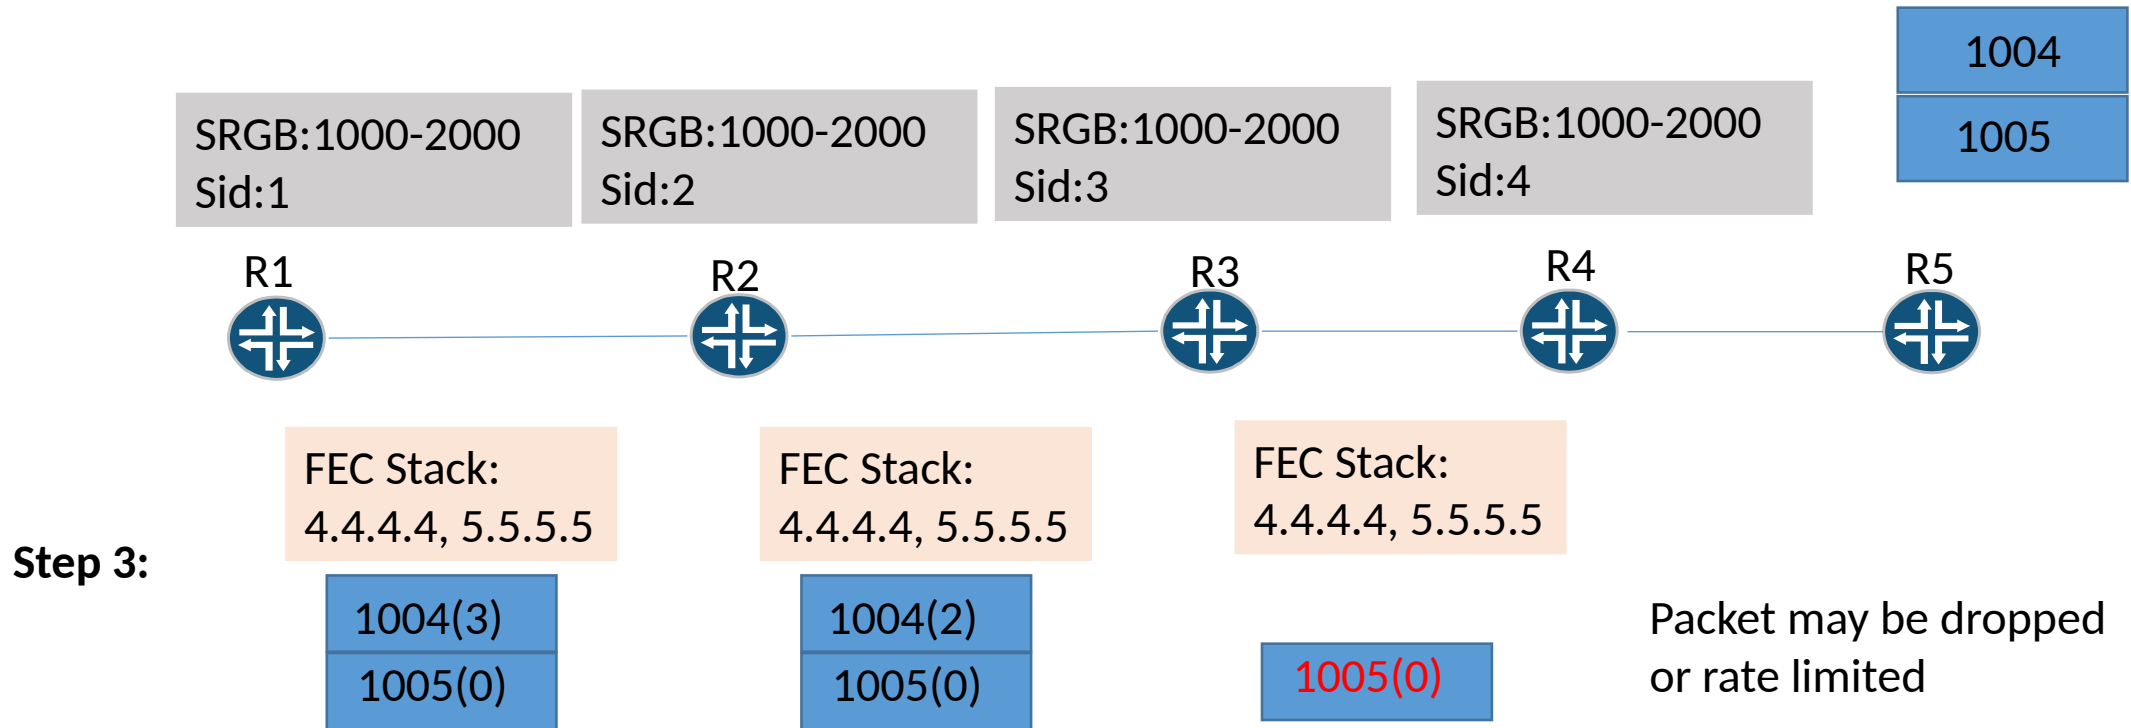 1004
1005
SRGB:1000-2000
Sid:1
SRGB:1000-2000
Sid:2
SRGB:1000-2000
Sid:3
SRGB:1000-2000
Sid:4
R1
R2
R3
R4
R5
Step 3:
FEC Stack:
4.4.4.4, 5.5.5.5
1004(3)
1005(0)
FEC Stack:
4.4.4.4, 5.5.5.5
1004(2)
1005(0)
FEC Stack:
4.4.4.4, 5.5.5.5
1005(0)
Packet may be dropped
or rate limited